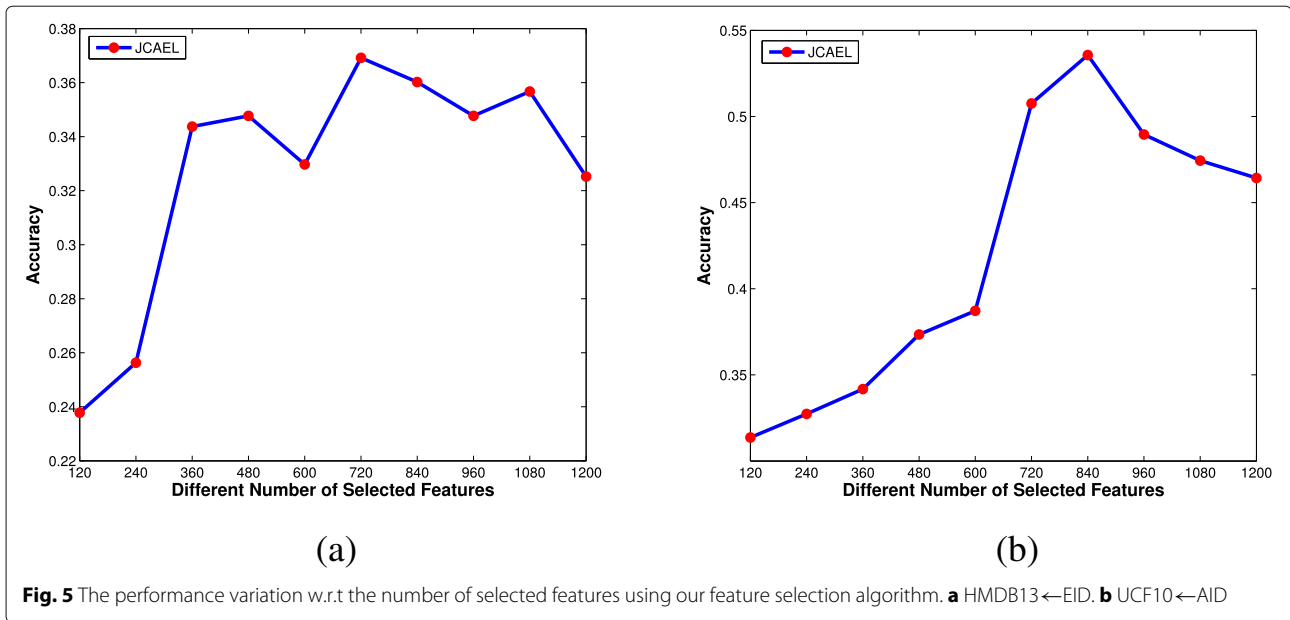 0.38
0.36
0.34
0.32
0.3
0.28
0.26
0.24
0.22
Accuracy
JCAEL
120 240 360 480 600 720 840 960 1080 1200
Different Number of Selected Features
(a)
0.55
0.5
0.45
0.4
0.35
Accuracy
JCAEL
120 240 360 480 600 720 840 960 1080 1200
Different Number of Selected Features
(b)
Fig. 5 The performance variation w.r.t the number of selected features using our feature selection algorithm. a HMDB13←EID. b UCF10←AID